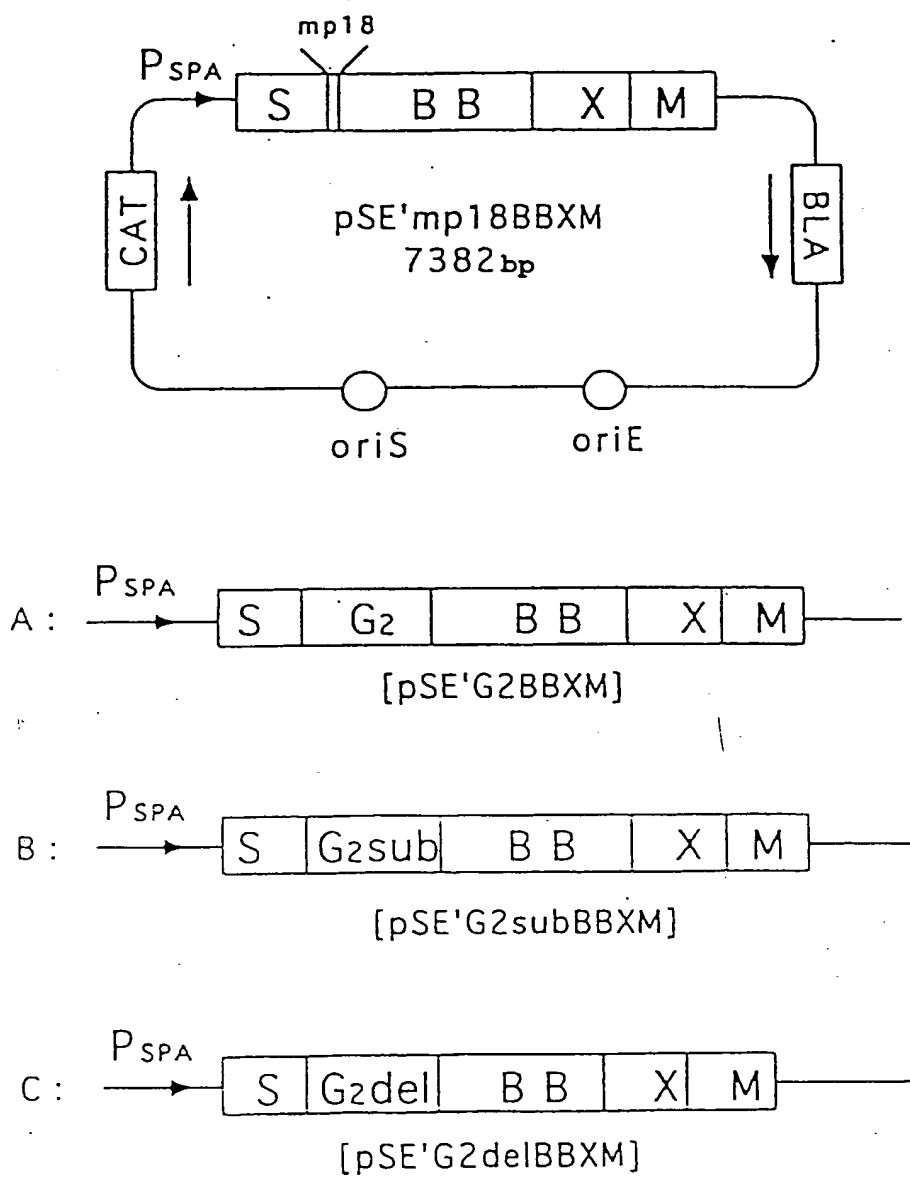 mp18
PSPA
S BB X M
CAT
BLA
pSE'mp18BBXM
7382bp
oriS
oriE
PSPA
A: S G2 BB X M
[pSE'G2BBXM]
PSPA
B: S G2sub BB X M
[pSE'G2subBBXM]
PSPA
C: S G2del BB X M
[pSE'G2delBBXM]